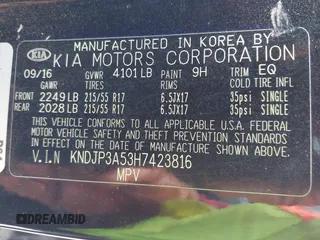 MANUFACTURED IN KOREA BY
KIA KIA MOTORS CORPORATION
09/16 GVWR 4101 LB PAINT 9H TRIM EQ
GAWR TIRES RIMS COLD TIRE INFL
FRONT 2249 LB 215/55 R17 6.5JX17 35psi SINGLE
REAR 2028 LB 215/55 R17 6.5JX17 35psi SINGLE
THIS VEHICLE CONFORMS TO ALL APPLICABLE FEDERAL
MOTOR VEHICLE SAFETY AND THEFT PREVENTION
STANDARDS IN EFFECT ON THE DATE OF
MANUFACTURE SHOWN ABOVE.
V.I.N KNDJP3A53H7423816
MPV
DREAMBID